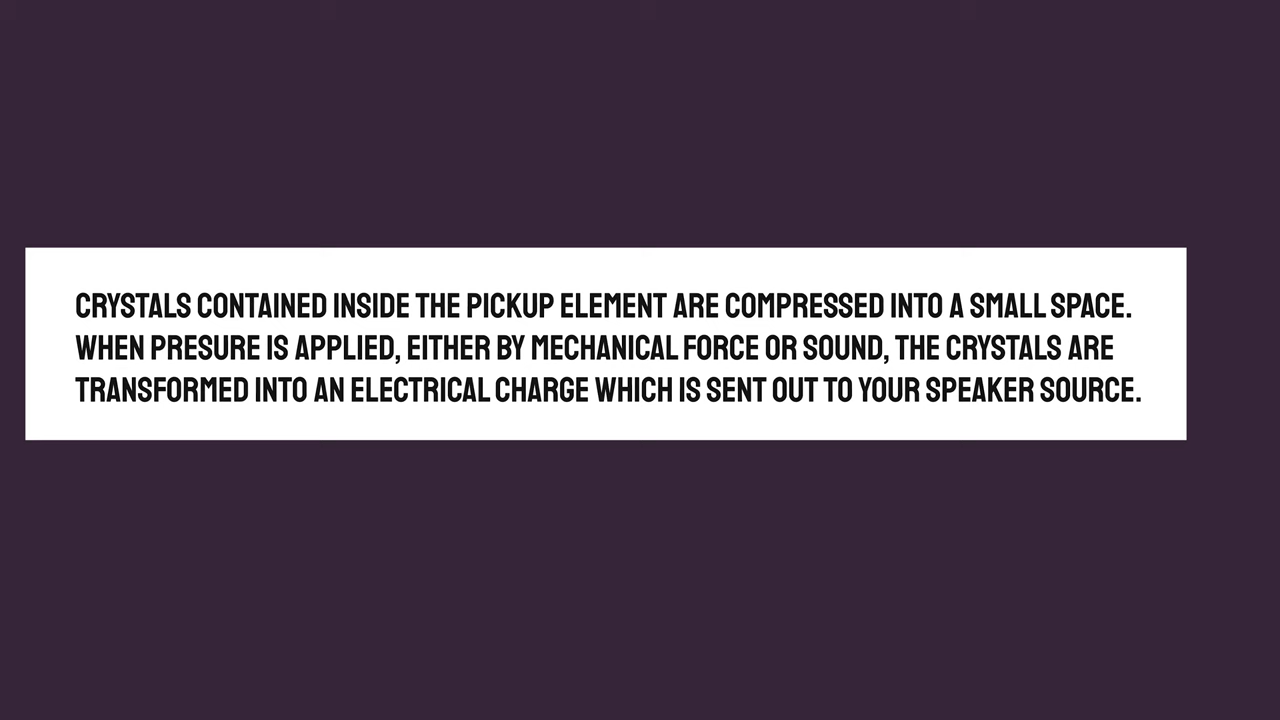 CRYSTALS CONTAINED INSIDE THE PICKUP ELEMENT ARE COMPRESSED INTO A SMALL SPACE.
WHEN PRESURE IS APPLIED, EITHER BY MECHANICAL FORCE OR SOUND, THE CRYSTALS ARE
TRANSFORMED INTO AN ELECTRICAL CHARGE WHICH IS SENT OUT TO YOUR SPEAKER SOURCE.